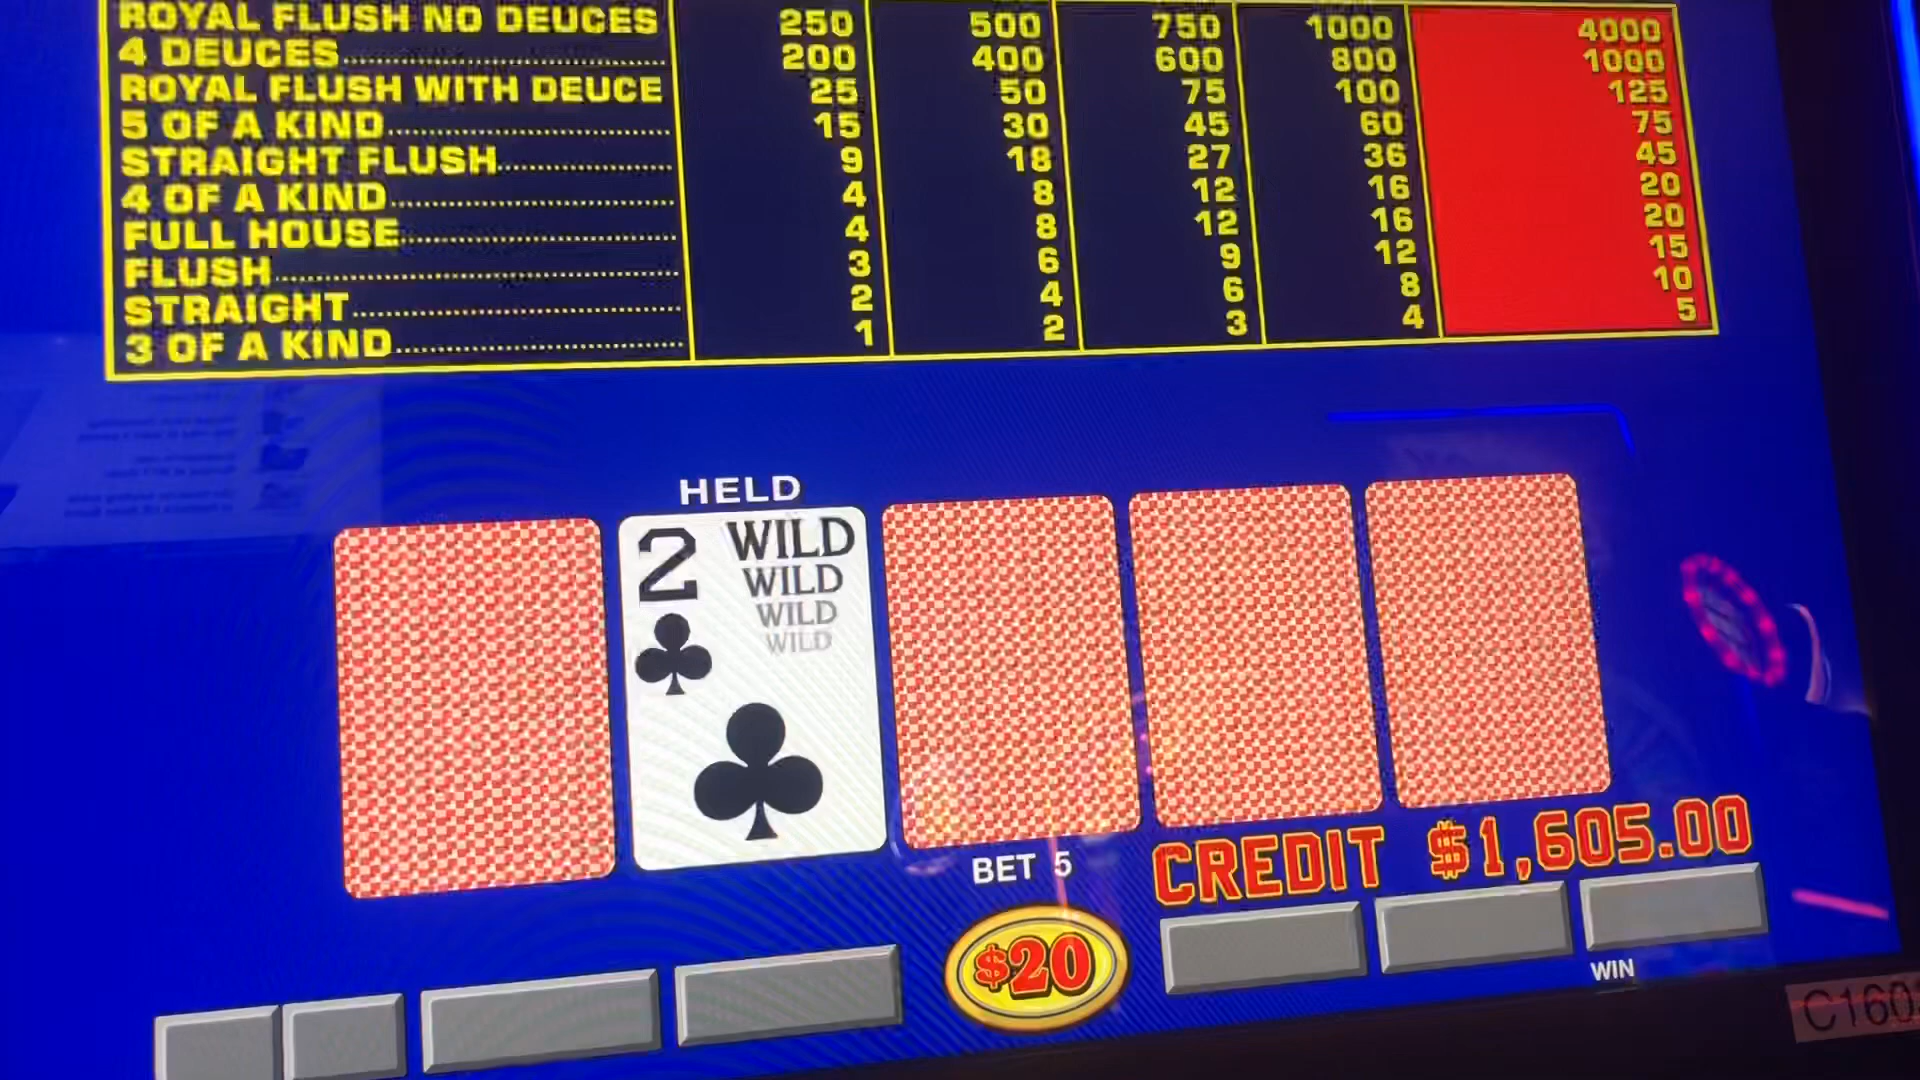 ROYAL FLUSH NO DEUCES 250 500 750 1000 4000
4 DEUCES 200 400 600 800 1000
ROYAL FLUSH WITH DEUCE 25 50 75 100 125
5 OF A KIND 15 30 45 60 75
STRAIGHT FLUSH 9 18 27 36 45
4 OF A KIND 4 8 12 16 20
FULL HOUSE 4 8 12 16 20
FLUSH 3 6 9 12 15
STRAIGHT 2 4 6 8 10
3 OF A KIND 1 2 3 4 5
HELD
2 WILD
WILD
WILD
WILD
BET 5
CREDIT $1,605.00
$20
WIN
C160